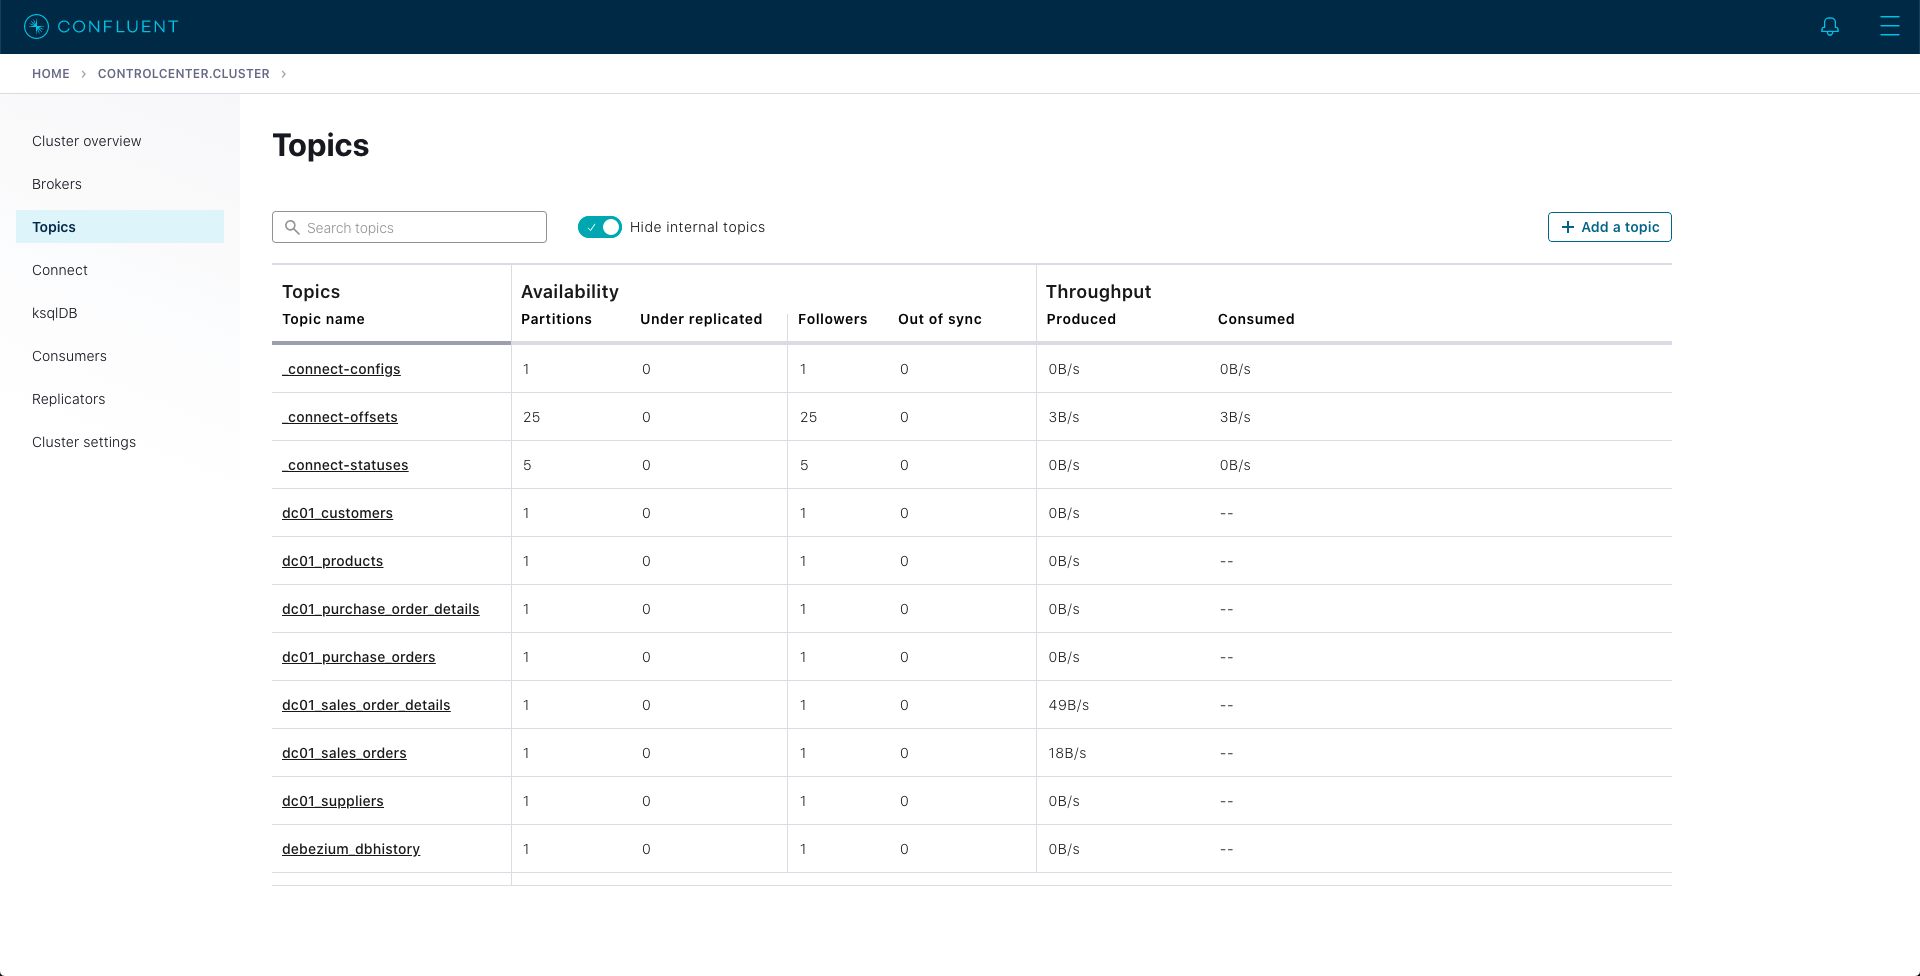 CONFLUENT
HOME > CONTROLCENTER.CLUSTER >
Cluster overview
Brokers
Topics
Connect
ksqlDB
Consumers
Replicators
Cluster settings
Topics
Search topics
Hide internal topics
+ Add a topic
Topics Availability Throughput
Topic name Partitions Under replicated Followers Out of sync Produced Consumed
_connect-configs 1 0 1 0 0B/s 0B/s
_connect-offsets 25 0 25 0 3B/s 3B/s
_connect-statuses 5 0 5 0 0B/s 0B/s
dc01_customers 1 0 1 0 0B/s --
dc01_products 1 0 1 0 0B/s --
dc01_purchase_order_details 1 0 1 0 0B/s --
dc01_purchase_orders 1 0 1 0 0B/s --
dc01_sales_order_details 1 0 1 0 49B/s --
dc01_sales_orders 1 0 1 0 18B/s --
dc01_suppliers 1 0 1 0 0B/s --
debezium_dbhistory 1 0 1 0 0B/s --